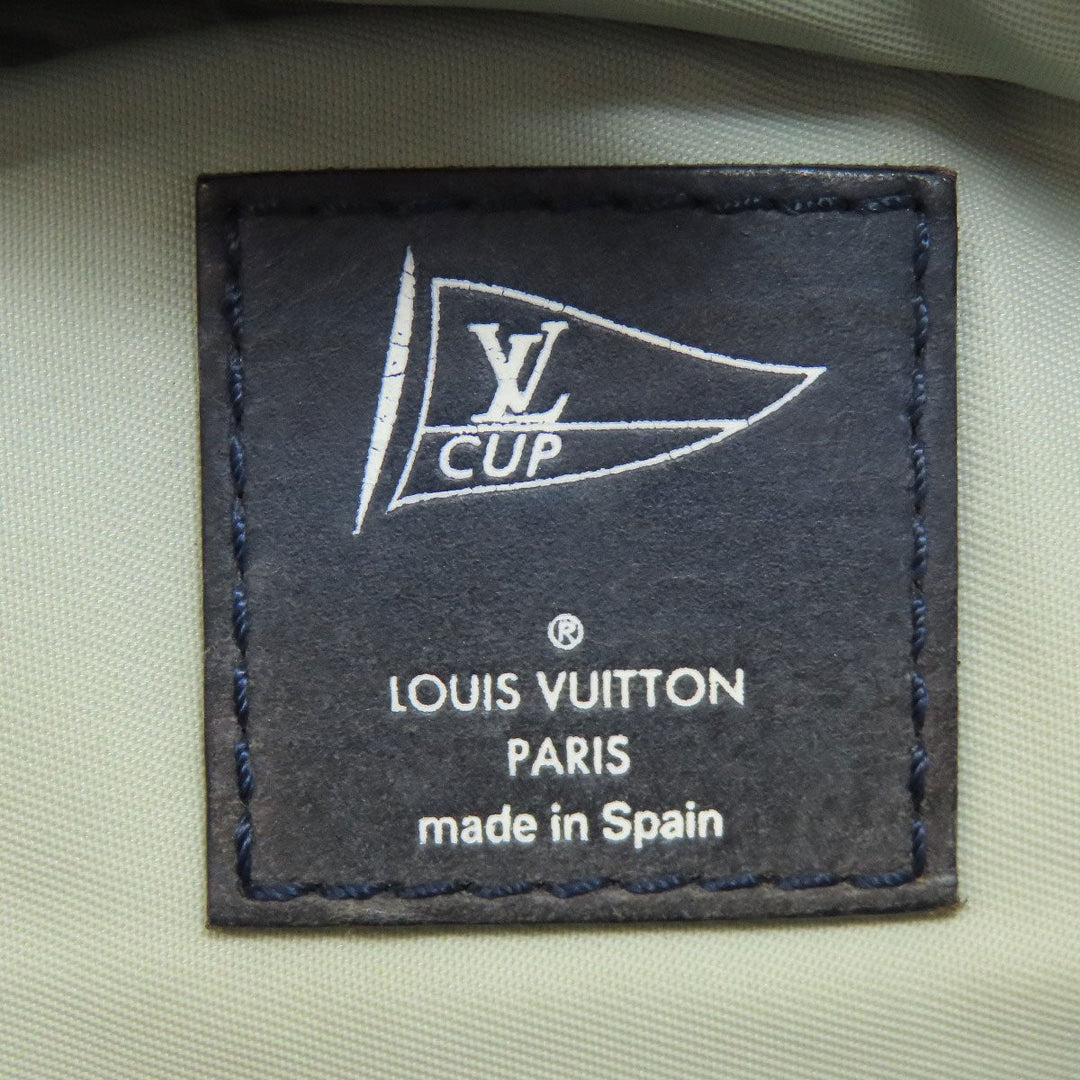 LV
CUP
®
LOUIS VUITTON
PARIS
made in Spain